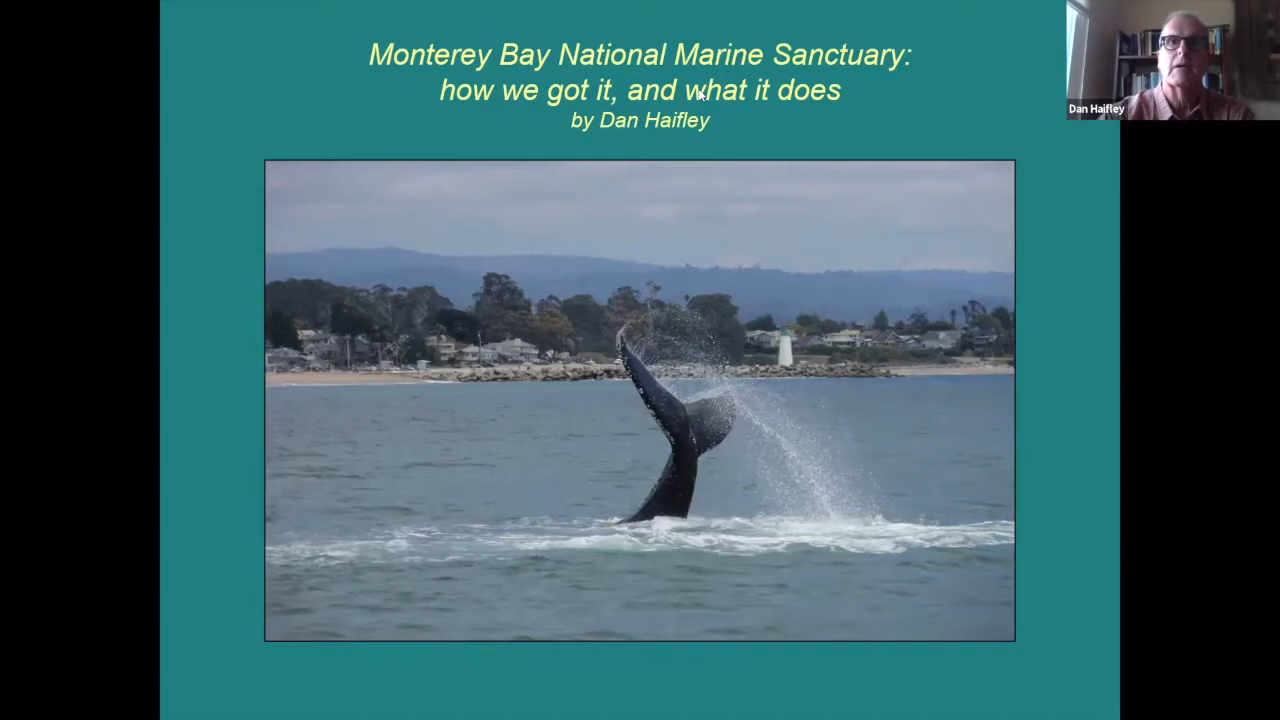 Monterey Bay National Marine Sanctuary:
how we got it, and what it does
by Dan Haifley
Dan Haifley